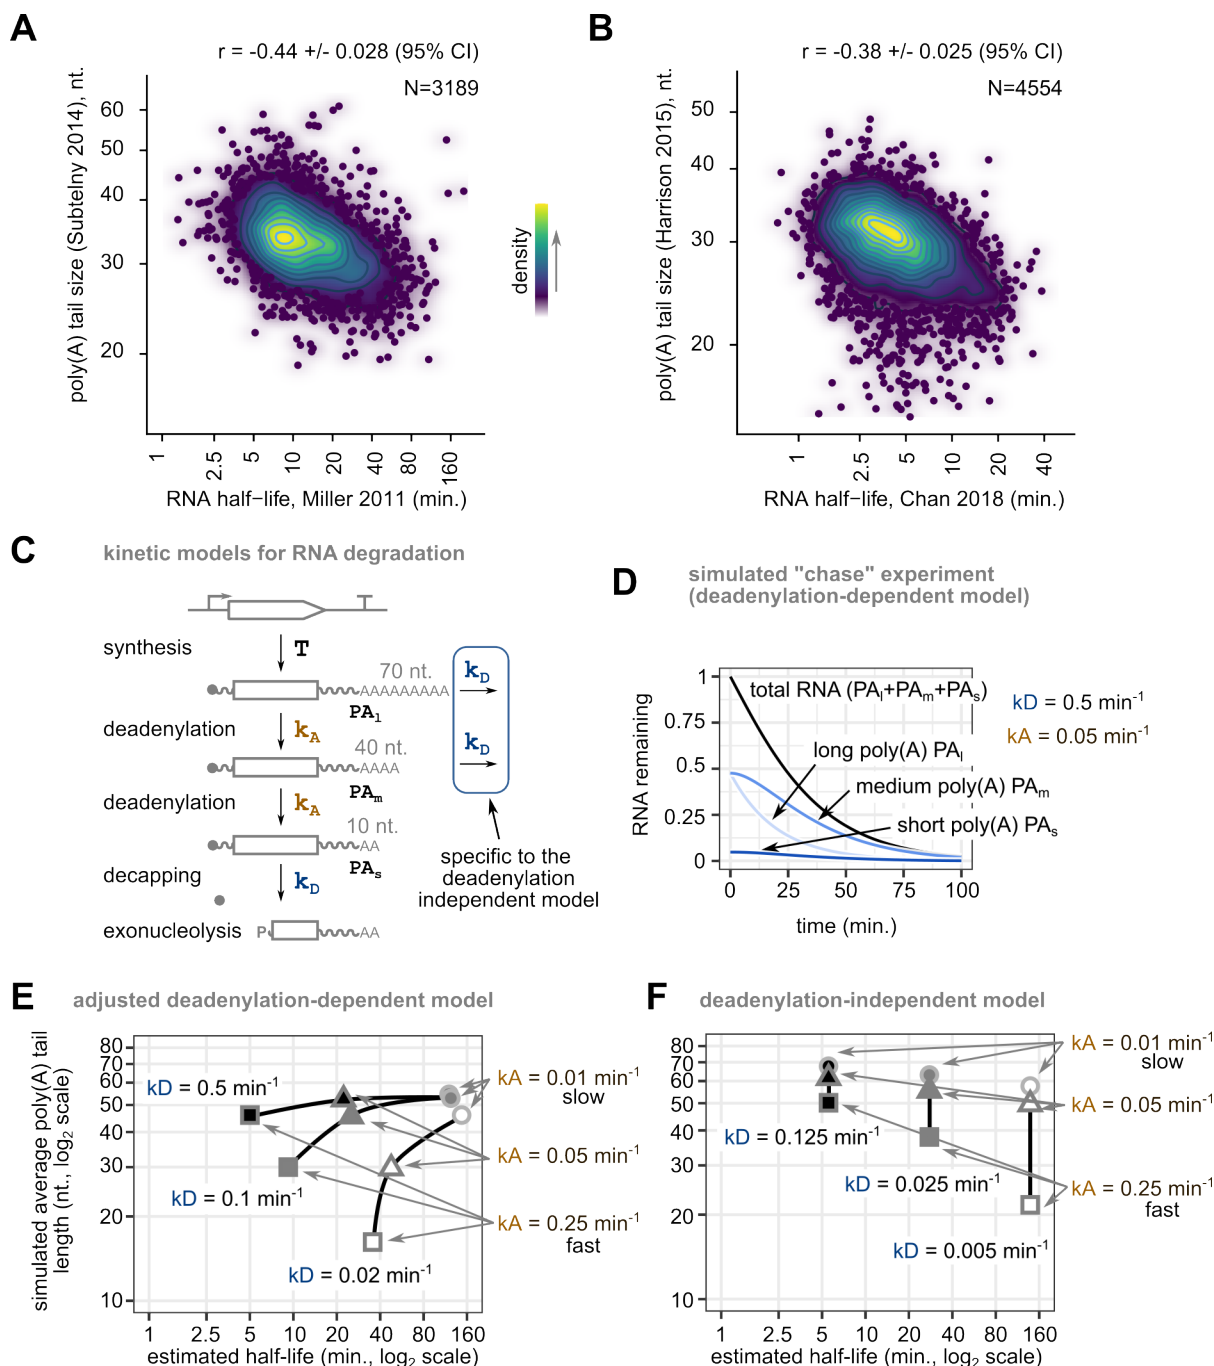 A
r = -0.44 +/- 0.028 (95% CI)
N=3189
poly(A) tail size (Subtelny 2014), nt.
60
50
40
30
20
1
2.5
5
10
20
40
80
160
RNA half−life, Miller 2011 (min.)
density
B
r = -0.38 +/- 0.025 (95% CI)
N=4554
poly(A) tail size (Harrison 2015), nt.
50
40
30
20
1
2.5
5
10
20
40
RNA half−life, Chan 2018 (min.)
C
kinetic models for RNA degradation
synthesis
T
70 nt.
AAAAAAAAA
PAl
kD
deadenylation
kA
40 nt.
AAAA
PAm
kD
deadenylation
kA
10 nt.
AA
PAs
decapping
kD
exonucleolysis
P
AA
specific to the
deadenylation
independent model
D
simulated "chase" experiment
(deadenylation-dependent model)
RNA remaining
1
0.75
0.5
0.25
0
total RNA (PAl+PAm+PAs)
long poly(A) PAl
medium poly(A) PAm
short poly(A) PAs
kD = 0.5 min-1
kA = 0.05 min-1
0
25
50
75
100
time (min.)
E
adjusted deadenylation-dependent model
simulated average poly(A) tail
length (nt., log2 scale)
80
70
60
50
40
30
20
10
kD = 0.5 min-1
kD = 0.1 min-1
kD = 0.02 min-1
kA = 0.01 min-1
slow
kA = 0.05 min-1
kA = 0.25 min-1
fast
1
2.5
5
10
20
40
80
160
estimated half-life (min., log2 scale)
F
deadenylation-independent model
80
70
60
50
40
30
20
10
kD = 0.125 min-1
kD = 0.025 min-1
kD = 0.005 min-1
kA = 0.01 min-1
slow
kA = 0.05 min-1
kA = 0.25 min-1
fast
1
2.5
5
10
20
40
80
160
estimated half-life (min., log2 scale)